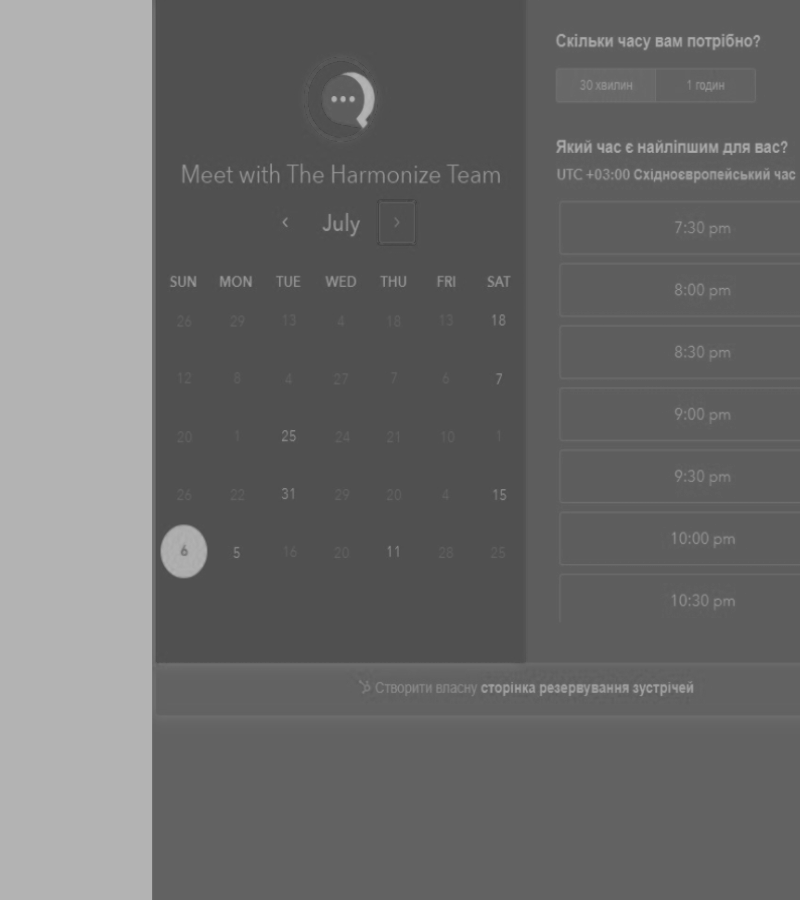 Meet with The Harmonize Team
‹ July ›
SUN MON TUE WED THU FRI SAT
26 29 13 4 18 13 18
12 8 4 27 7 6 7
20 1 25 24 21 10 1
26 22 31 29 20 4 15
6 5 16 20 11 28 25
Скільки часу вам потрібно?
30 хвилин 1 годин
Який час є найліпшим для вас?
UTC +03:00 Східноєвропейський час
7:30 pm
8:00 pm
8:30 pm
9:00 pm
9:30 pm
10:00 pm
10:30 pm
Створити власну сторінка резервування зустрічей